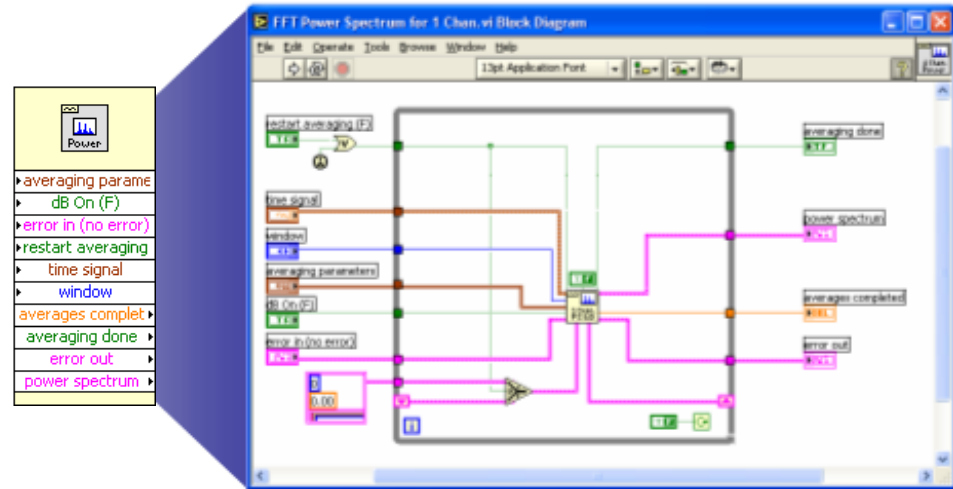 Power
averaging parame
dB On (F)
error in (no error)
restart averaging
time signal
window
averages complet
averaging done
error out
power spectrum
FFT Power Spectrum for 1 Chan.vi Block Diagram
File Edit Operate Tools Browse Window Help
13pt Application Font
restart averaging (F)
time signal
window
averaging parameters
dB On (F)
error in (no error)
0
0.00
i
averaging done
power spectrum
averages completed
error out